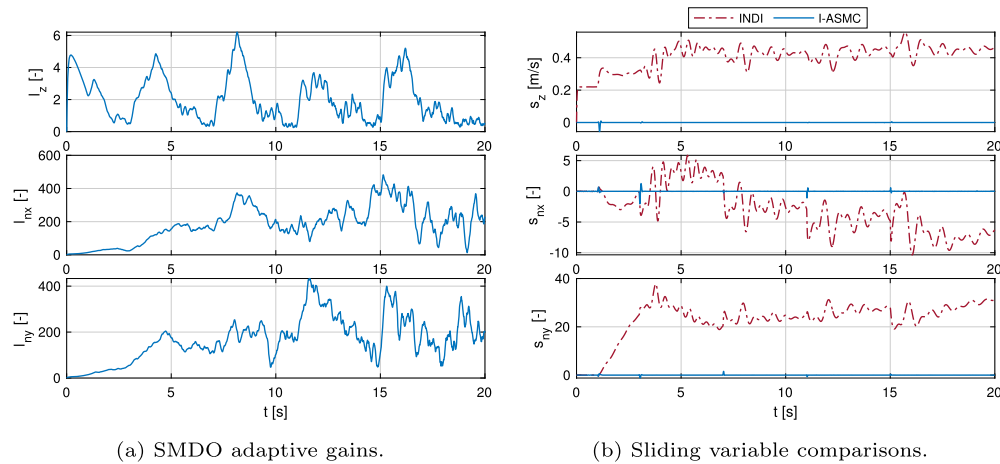 INDI I-ASMC
6
4
2
0
l_z [-]
0 5 10 15 20
600
400
200
0
l_nx [-]
0 5 10 15 20
400
200
0
l_ny [-]
0 5 10 15 20
t [s]
0.4
0.2
0
s_z [m/s]
0 5 10 15 20
5
0
-5
-10
s_nx [-]
0 5 10 15 20
40
20
0
s_ny [-]
0 5 10 15 20
t [s]
(a) SMDO adaptive gains.
(b) Sliding variable comparisons.